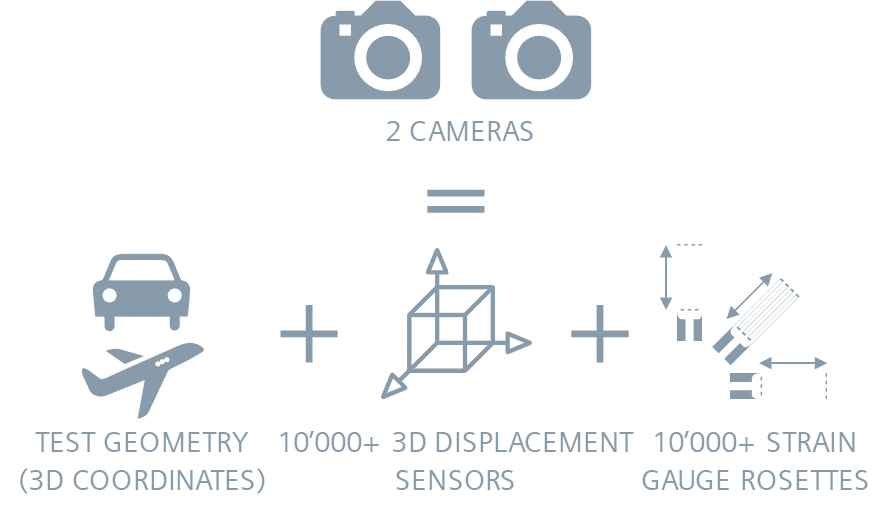 2 CAMERAS
TEST GEOMETRY
(3D COORDINATES)
10’000+ 3D DISPLACEMENT
SENSORS
10’000+ STRAIN
GAUGE ROSETTES